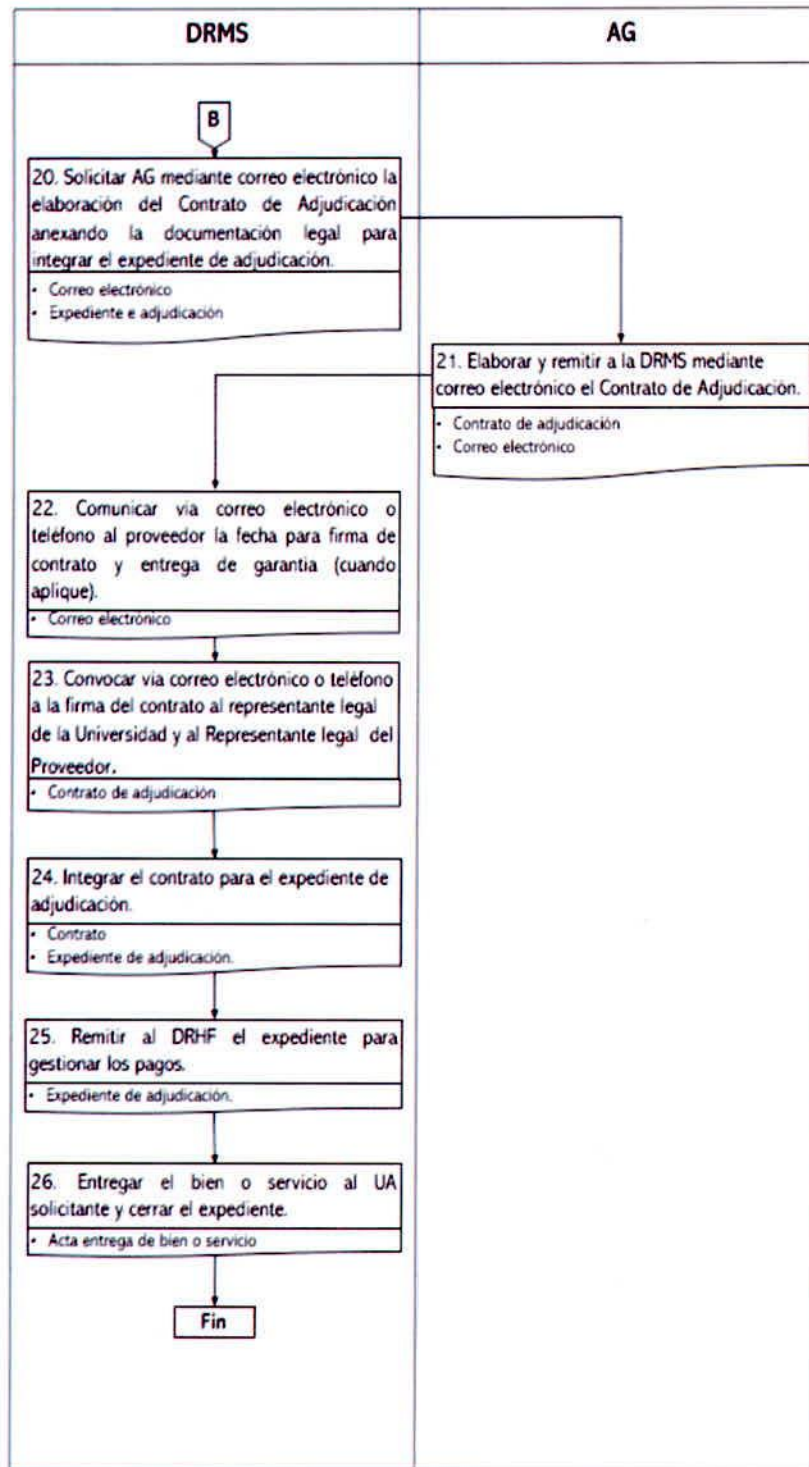 DRMS
AG
B
20. Solicitar AG mediante correo electrónico la
elaboración del Contrato de Adjudicación
anexando la documentación legal para
integrar el expediente de adjudicación.
• Correo electrónico
• Expediente e adjudicación
21. Elaborar y remitir a la DRMS mediante
correo electrónico el Contrato de Adjudicación.
• Contrato de adjudicación
• Correo electrónico
22. Comunicar via correo electrónico o
teléfono al proveedor la fecha para firma de
contrato y entrega de garantia (cuando
aplique).
• Correo electrónico
23. Convocar via correo electrónico o teléfono
a la firma del contrato al representante legal
de la Universidad y al Representante legal del
Proveedor.
• Contrato de adjudicación
24. Integrar el contrato para el expediente de
adjudicación.
• Contrato
• Expediente de adjudicación.
25. Remitir al DRHF el expediente para
gestionar los pagos.
• Expediente de adjudicación.
26. Entregar el bien o servicio al UA
solicitante y cerrar el expediente.
• Acta entrega de bien o servicio
Fin